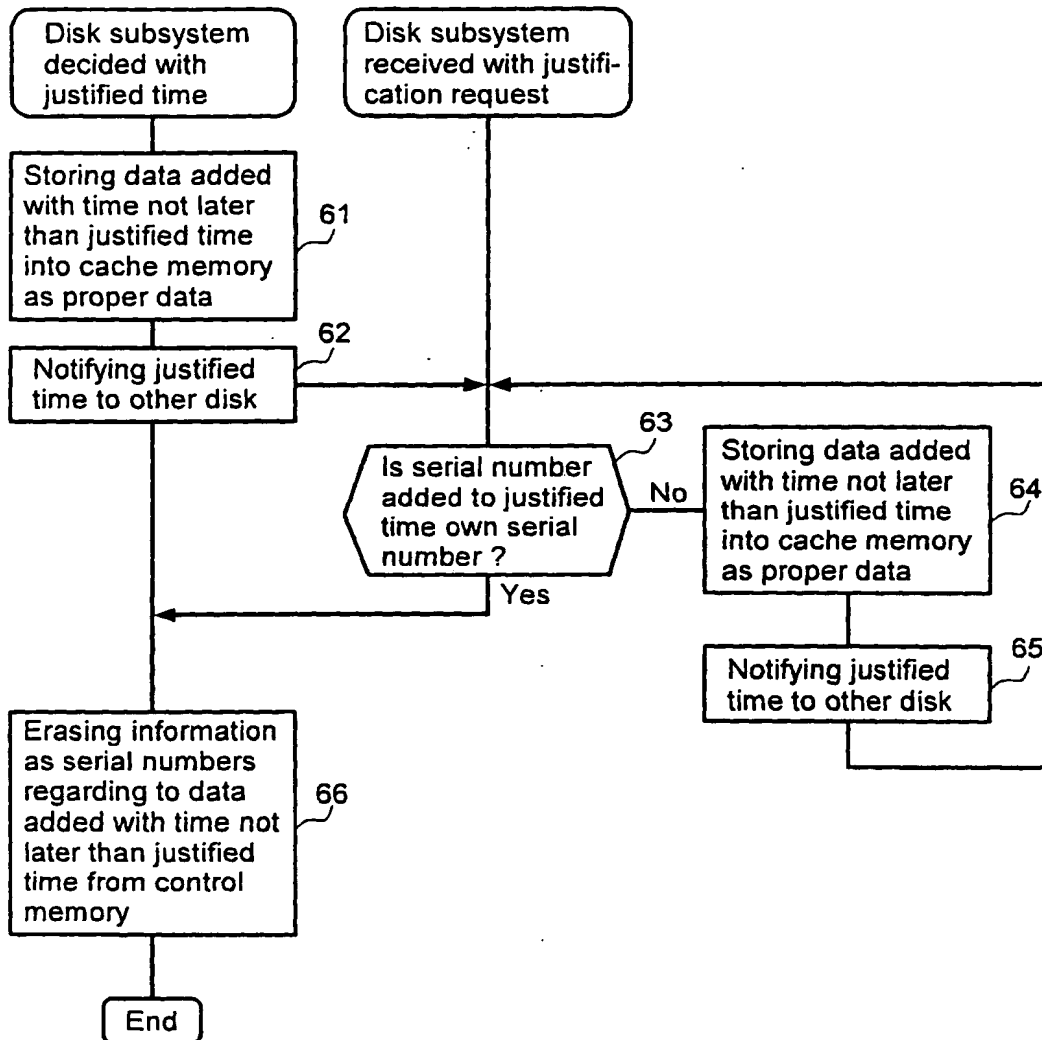 Disk subsystem
decided with
justified time
Disk subsystem
received with justifi-
cation request
Storing data added
with time not later
than justified time
into cache memory
as proper data
61
Notifying justified
time to other disk
62
Is serial number
added to justified
time own serial
number ?
63
No
Yes
Storing data added
with time not later
than justified time
into cache memory
as proper data
64
Notifying justified
time to other disk
65
Erasing information
as serial numbers
regarding to data
added with time not
later than justified
time from control
memory
66
End